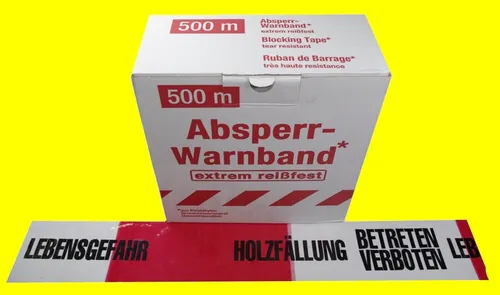 500 m
Absperr-
Warnband*
extrem reißfest
Blocking Tape*
tear resistant
Ruban de Barrage*
très haute resistance
500 m
Absperr-
Warnband*
extrem reißfest
LEBENSGEFAHR HOLZFÄLLUNG BETRETEN VERBOTEN LEB